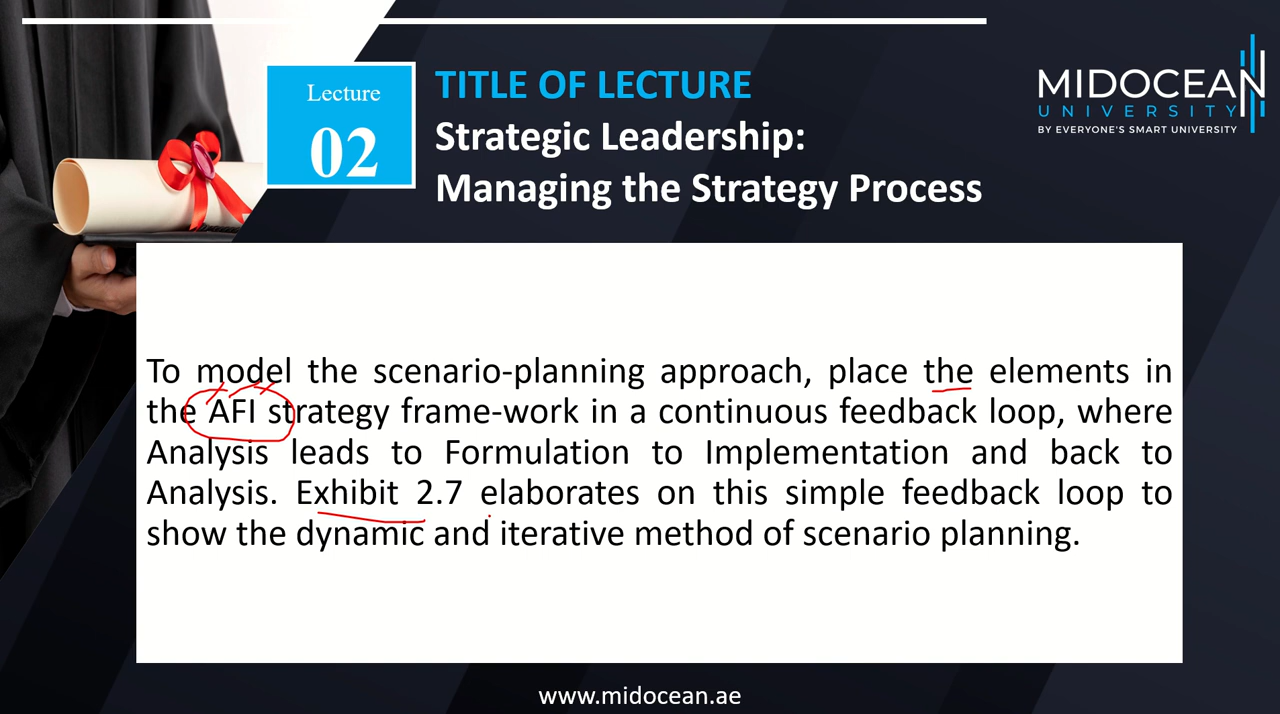 Lecture
02
TITLE OF LECTURE
Strategic Leadership:
Managing the Strategy Process
MIDOCEAN
UNIVERSITY
BY EVERYONE'S SMART UNIVERSITY
To model the scenario-planning approach, place the elements in
the AFI strategy frame-work in a continuous feedback loop, where
Analysis leads to Formulation to Implementation and back to
Analysis. Exhibit 2.7 elaborates on this simple feedback loop to
show the dynamic and iterative method of scenario planning.
www.midocean.ae